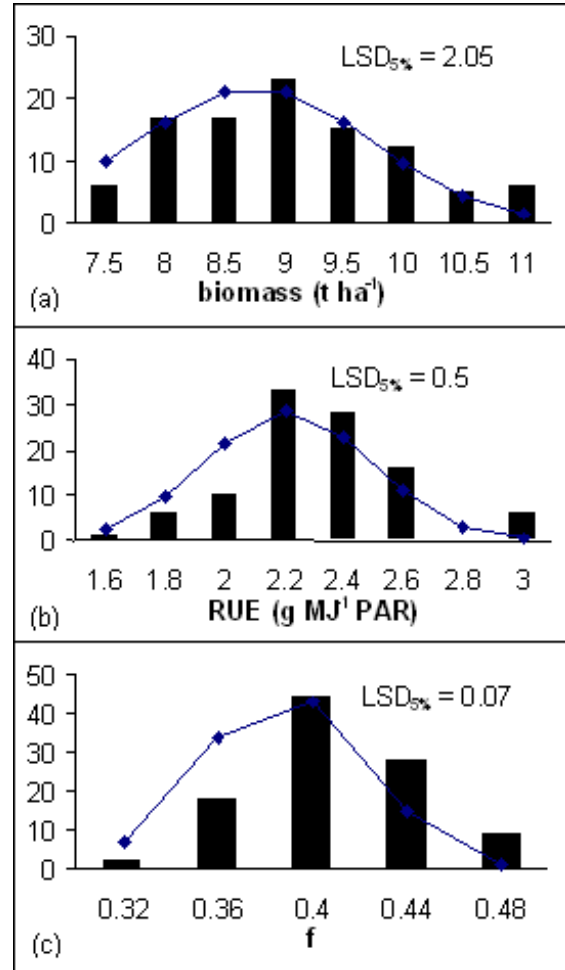 30
20
10
0
LSD5% = 2.05
7.5 8 8.5 9 9.5 10 10.5 11
(a)
biomass (t ha-1)
40
30
20
10
0
LSD5% = 0.5
1.6 1.8 2 2.2 2.4 2.6 2.8 3
(b)
RUE (g MJ1 PAR)
50
40
30
20
10
0
LSD5% = 0.07
0.32 0.36 0.4 0.44 0.48
(c)
f